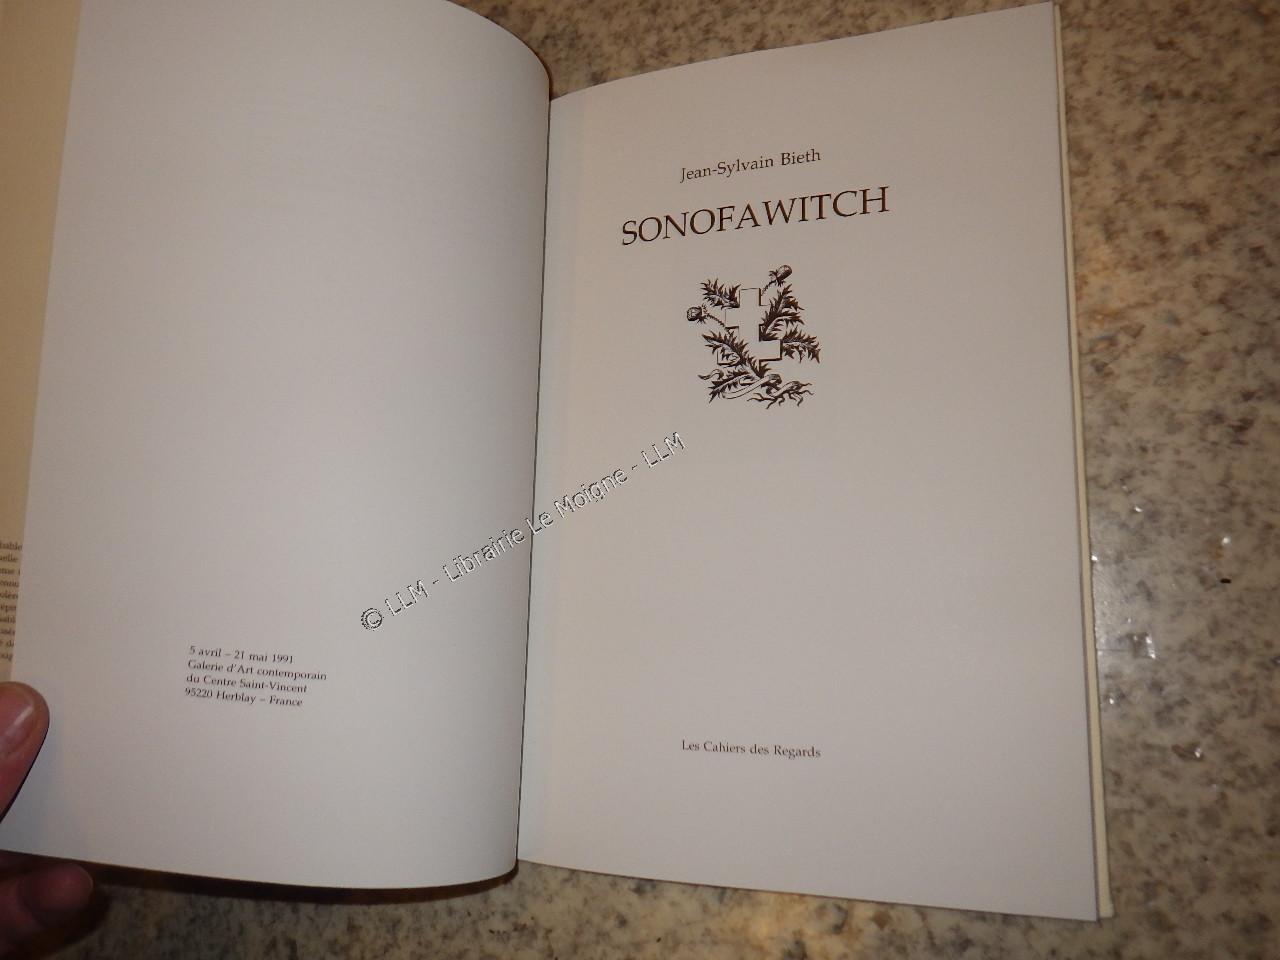 5 avril – 21 mai 1991
Galerie d'Art contemporain
du Centre Saint-Vincent
95220 Herblay – France
Jean-Sylvain Bieth
SONOFAWITCH
Les Cahiers des Regards
© LLM - Librairie Le Moigne - LLM